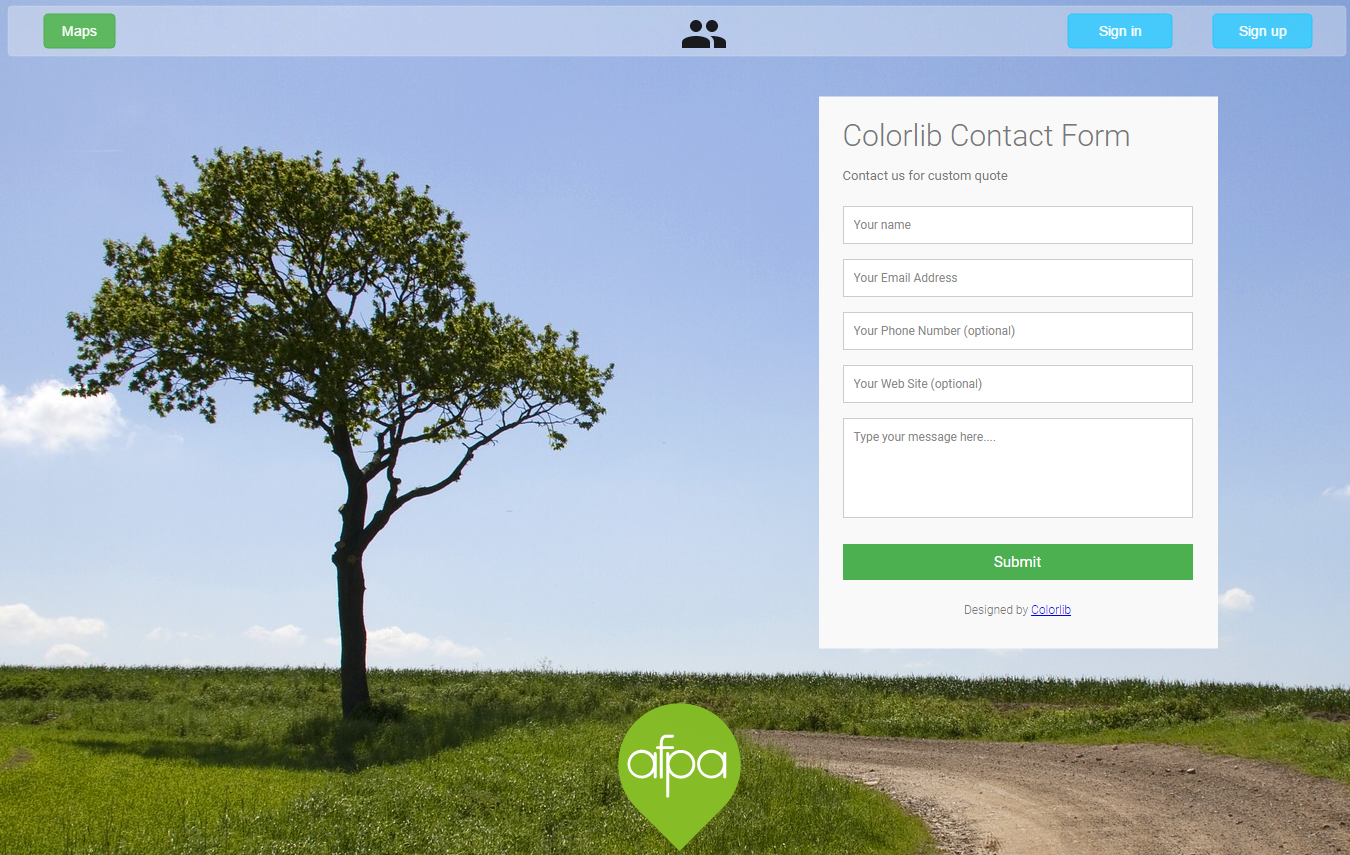 Maps
Sign in
Sign up
Colorlib Contact Form
Contact us for custom quote
Your name
Your Email Address
Your Phone Number (optional)
Your Web Site (optional)
Type your message here....
Submit
Designed by Colorlib
afpa